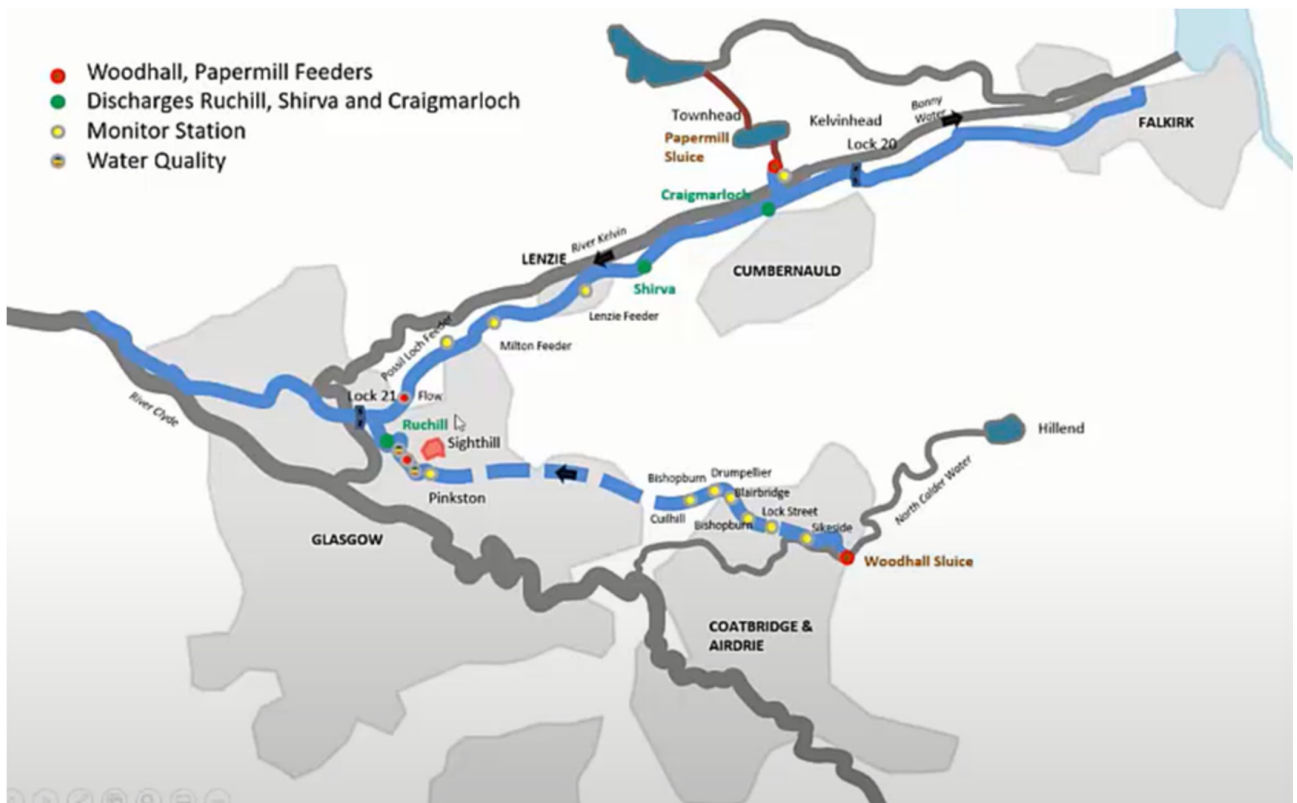 Woodhall, Papermill Feeders
Discharges Ruchill, Shirva and Craigmarloch
Monitor Station
Water Quality
Townhead
Papermill
Sluice
Kelvinhead
Bonny
Water
Lock 20
FALKIRK
Craigmarloch
CUMBERNAULD
River Kelvin
LENZIE
Shirva
Lenzie Feeder
Milton Feeder
Possil Loch Feeder
Lock 21
Flow
River Clyde
Ruchill
Sighthill
Pinkston
GLASGOW
Bishopburn
Drumpellier
Blairbridge
Cuilhill
Bishopburn
Lock Street
Sikeside
North Calder Water
Hillend
Woodhall Sluice
COATBRIDGE &
AIRDRIE